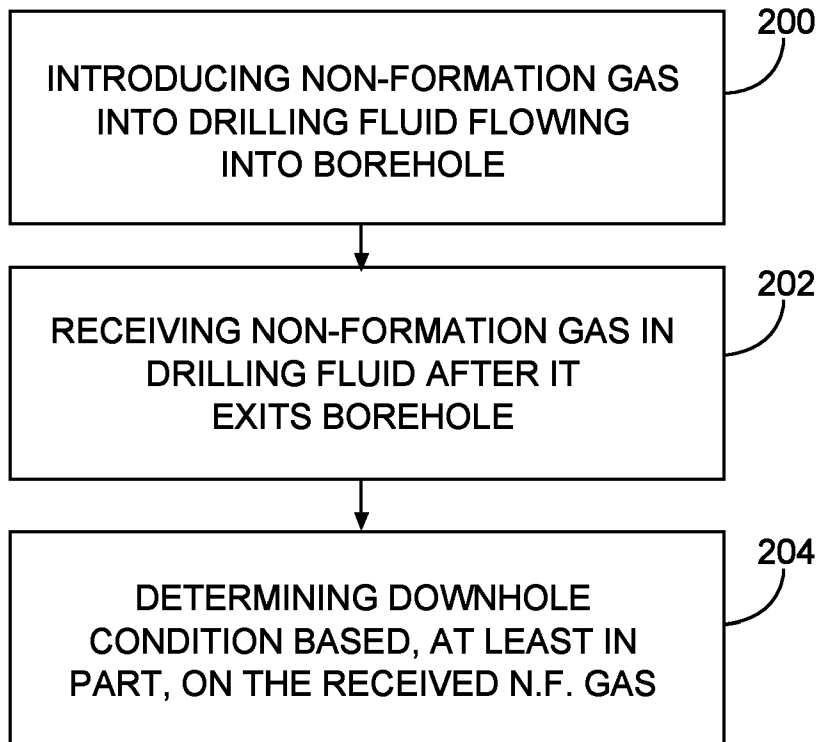 200
INTRODUCING NON-FORMATION GAS
INTO DRILLING FLUID FLOWING
INTO BOREHOLE
202
RECEIVING NON-FORMATION GAS IN
DRILLING FLUID AFTER IT
EXITS BOREHOLE
204
DETERMINING DOWNHOLE
CONDITION BASED, AT LEAST IN
PART, ON THE RECEIVED N.F. GAS